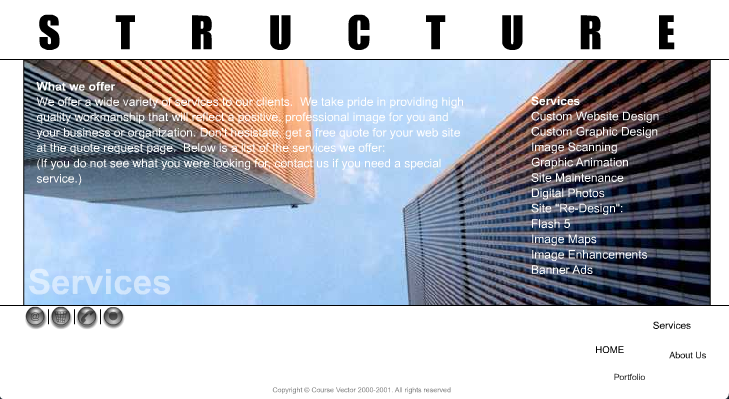 STRUCTURE
What we offer
We offer a wide variety of services to our clients. We take pride in providing high
quality workmanship that will reflect a positive, professional image for you and
your business or organization. Don't hesistate, get a free quote for your web site
at the quote request page. Below is a list of the services we offer:
(If you do not see what you were looking for, contact us if you need a special
service.)
Services
Custom Website Design
Custom Graphic Design
Image Scanning
Graphic Animation
Site Maintenance
Digital Photos
Site "Re-Design":
Flash 5
Image Maps
Image Enhancements
Banner Ads
Services
Services
HOME
About Us
Portfolio
Copyright © Course Vector 2000-2001. All rights reserved